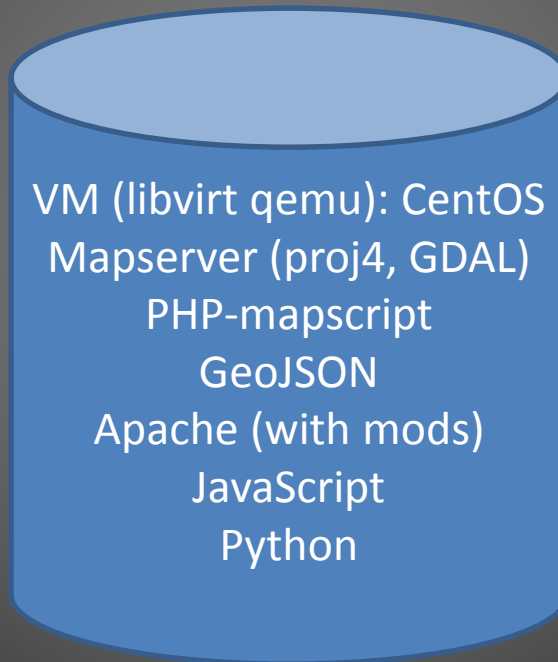 VM (libvirt qemu): CentOS
Mapserver (proj4, GDAL)
PHP-mapscript
GeoJSON
Apache (with mods)
JavaScript
Python